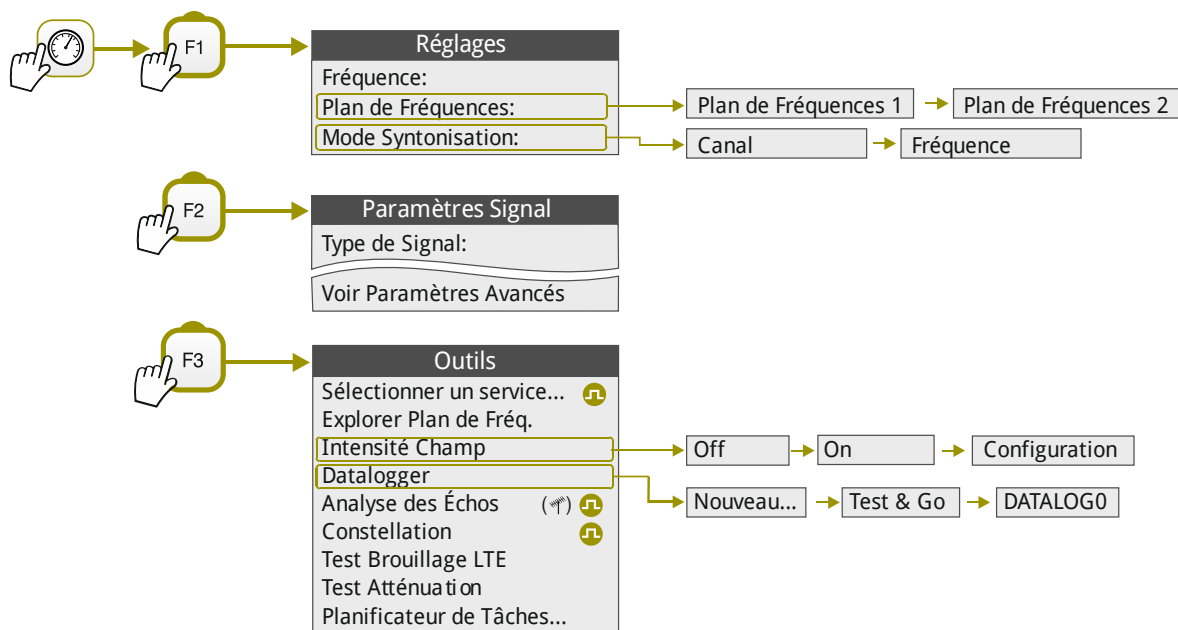 F1
Réglages
Fréquence:
Plan de Fréquences:
Plan de Fréquences 1
Plan de Fréquences 2
Mode Syntonisation:
Canal
Fréquence
F2
Paramètres Signal
Type de Signal:
Voir Paramètres Avancés
F3
Outils
Sélectionner un service...
Explorer Plan de Fréq.
Intensité Champ
Off
On
Configuration
Datalogger
Nouveau...
Test & Go
DATALOG0
Analyse des Échos
Constellation
Test Brouillage LTE
Test Atténuation
Planificateur de Tâches...